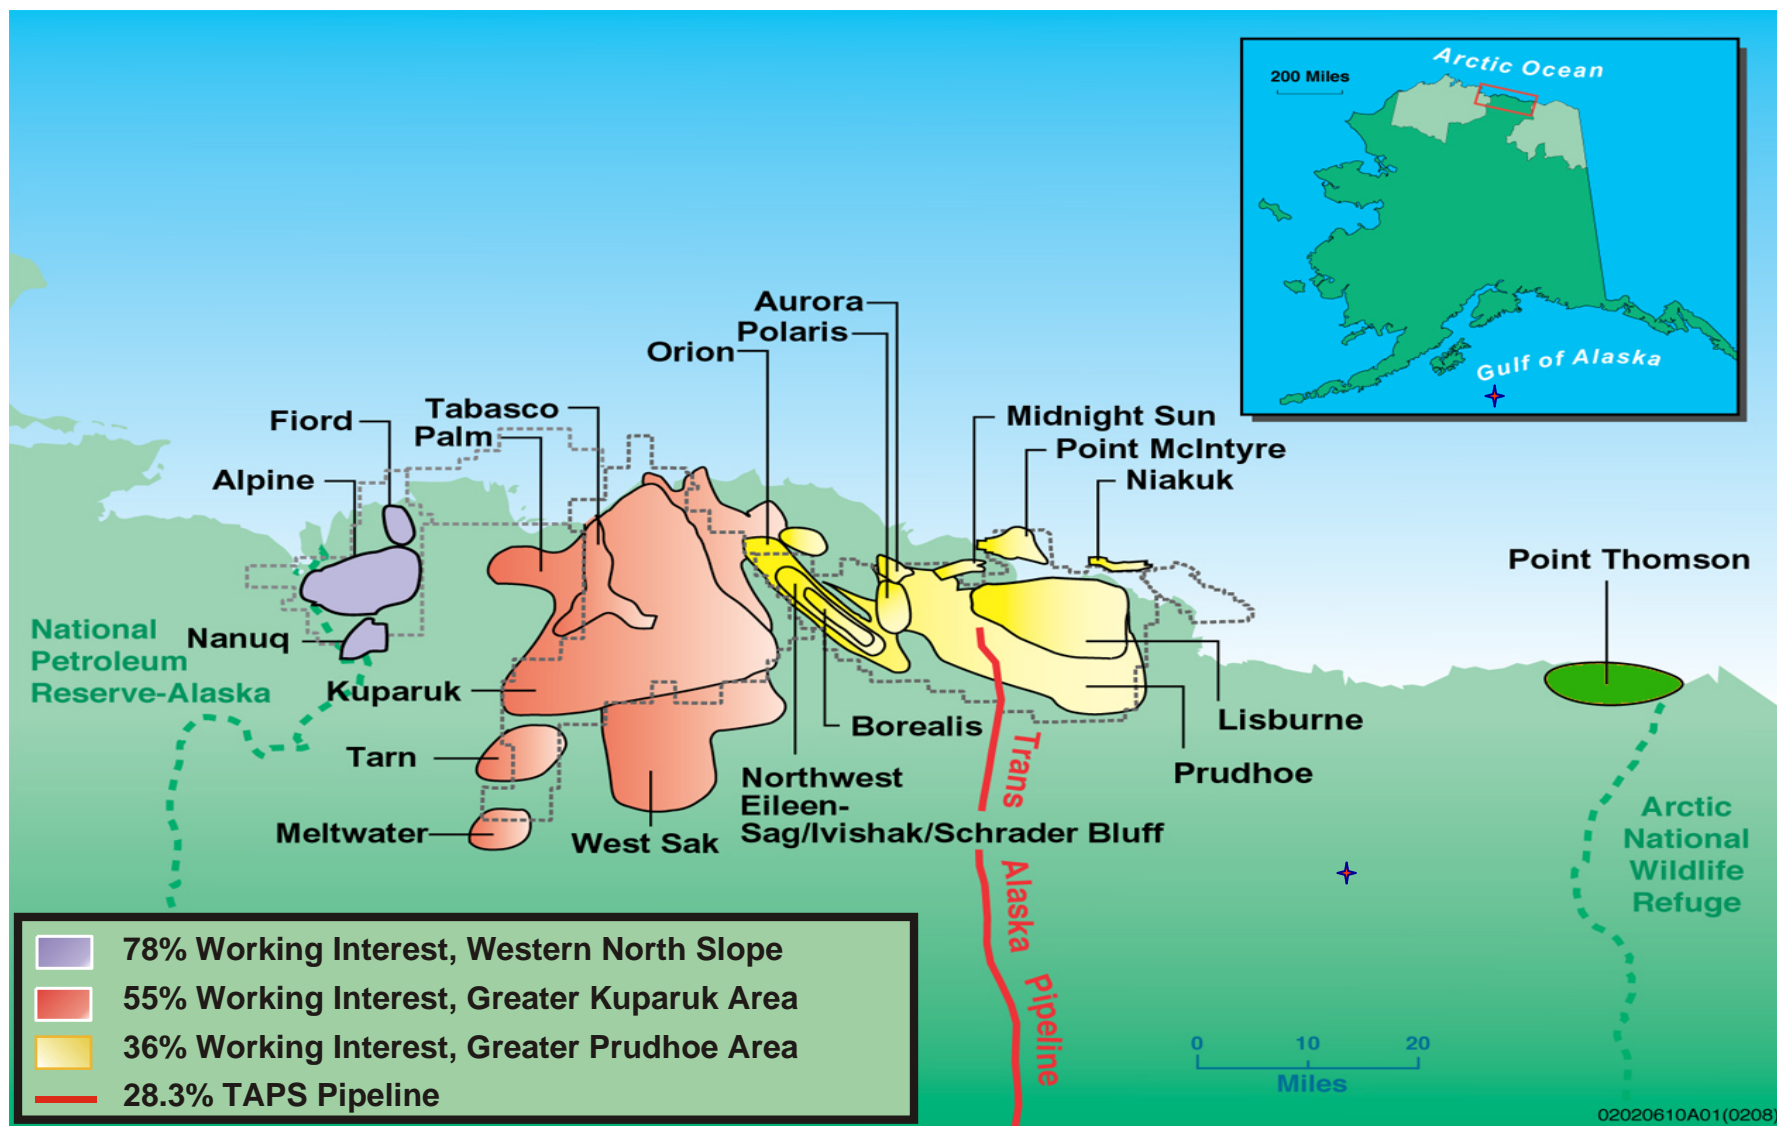 Arctic Ocean
200 Miles
Gulf of Alaska
Aurora
Polaris
Orion
Tabasco
Palm
Fiord
Alpine
Midnight Sun
Point McIntyre
Niakuk
Point Thomson
National
Petroleum
Reserve-Alaska
Nanuq
Kuparuk
Tarn
Meltwater
West Sak
Borealis
Northwest
Eileen-
Sag/Ivishak/Schrader Bluff
Lisburne
Prudhoe
Trans Alaska Pipeline
Arctic
National
Wildlife
Refuge
78% Working Interest, Western North Slope
55% Working Interest, Greater Kuparuk Area
36% Working Interest, Greater Prudhoe Area
28.3% TAPS Pipeline
0 10 20
Miles
02020610A01(0208)